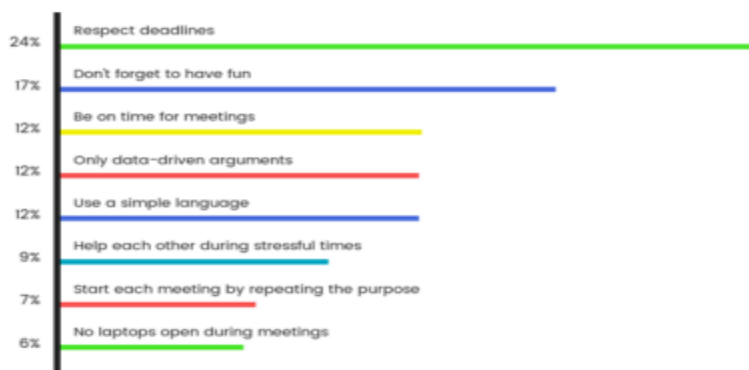 24% Respect deadlines
17% Don't forget to have fun
12% Be on time for meetings
12% Only data-driven arguments
12% Use a simple language
9% Help each other during stressful times
7% Start each meeting by repeating the purpose
6% No laptops open during meetings